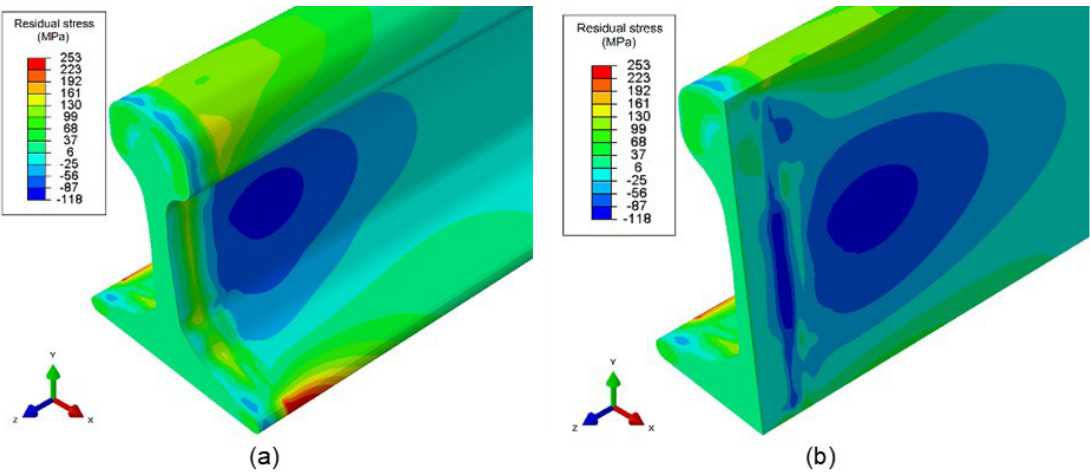 Residual stress
(MPa)
253
223
192
161
130
99
68
37
6
-25
-56
-87
-118
Y
Z
X
(a)
Residual stress
(MPa)
253
223
192
161
130
99
68
37
6
-25
-56
-87
-118
Y
Z
X
(b)